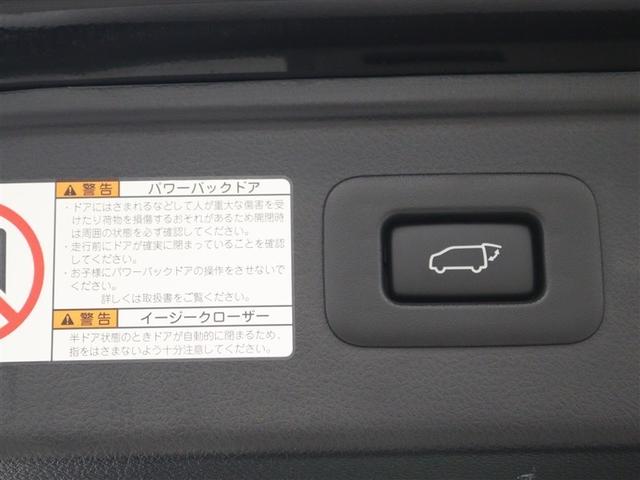 警告 パワーバックドア
・ドアにはさまれるなどして人が重大な傷害を受
けたり荷物を損傷するおそれがあるため開閉時
は周囲の状態を必ず確認してください。
・走行前にドアが確実に閉まっていることを確認
してください。
・お子様にパワーバックドアの操作をさせないで
ください。
詳しくは取扱書をご覧ください。
警告 イージークローザー
半ドア状態のときドアが自動的に閉まるため、
指をはさまないよう十分注意してください。